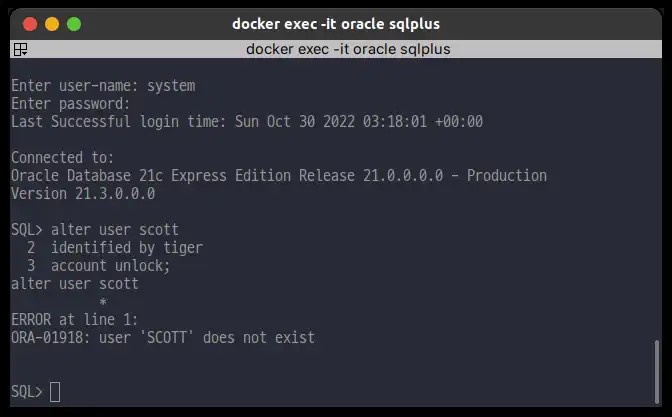 docker exec -it oracle sqlplus
docker exec -it oracle sqlplus
Enter user-name: system
Enter password:
Last Successful login time: Sun Oct 30 2022 03:18:01 +00:00
Connected to:
Oracle Database 21c Express Edition Release 21.0.0.0.0 - Production
Version 21.3.0.0.0
SQL> alter user scott
  2  identified by tiger
  3  account unlock;
alter user scott
           *
ERROR at line 1:
ORA-01918: user 'SCOTT' does not exist
SQL>